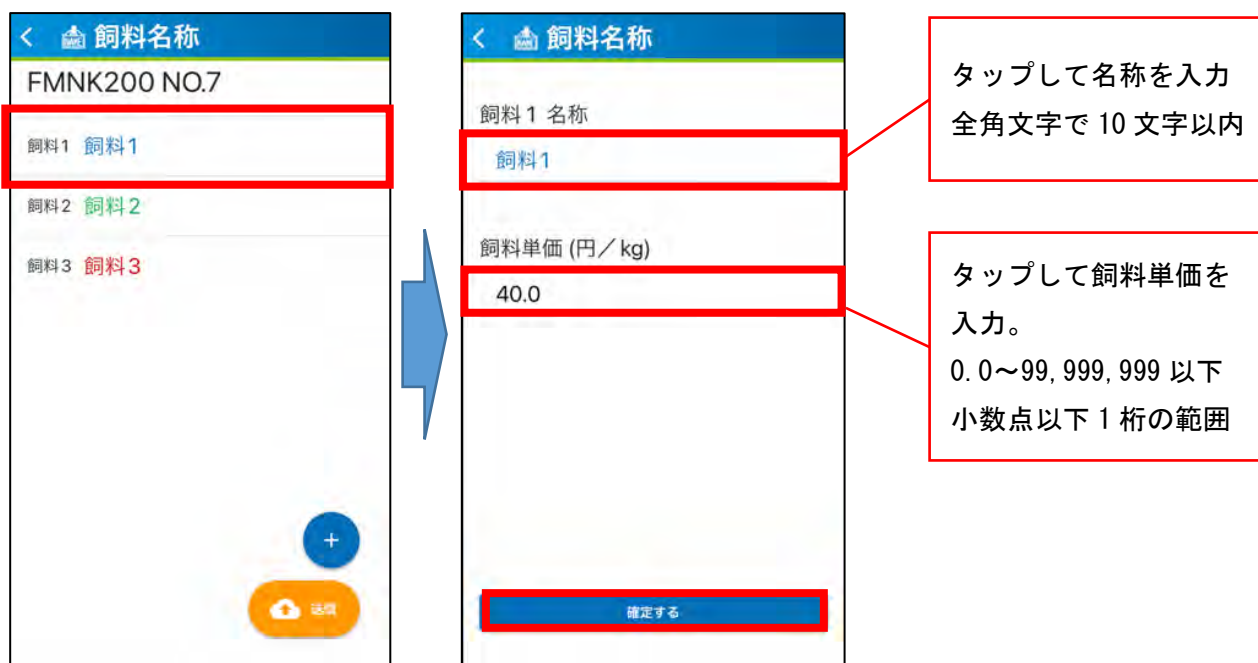 飼料名称
FMNK200 NO.7
飼料1 飼料1
飼料2 飼料2
飼料3 飼料3
+
送信
飼料名称
飼料1 名称
飼料1
飼料単価 (円／kg)
40.0
確定する
タップして名称を入力
全角文字で 10 文字以内
タップして飼料単価を
入力。
0.0～99,999,999 以下
小数点以下 1 桁の範囲